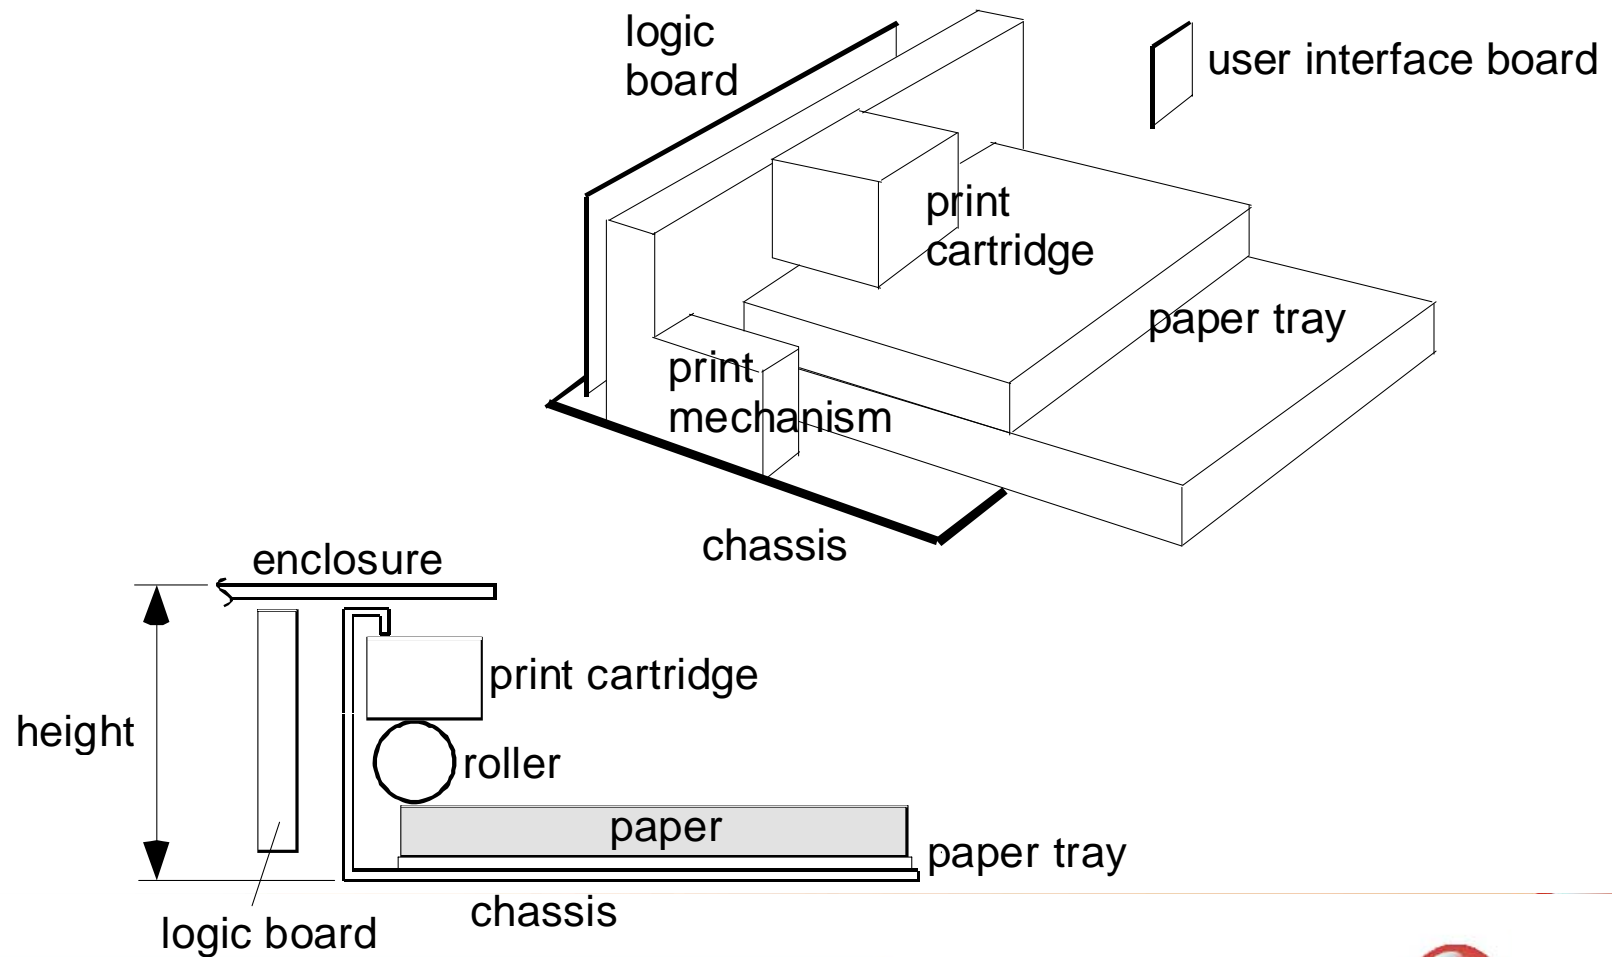 logic
board
user interface board
print
cartridge
paper tray
print
mechanism
chassis
enclosure
print cartridge
height
roller
paper
paper tray
chassis
logic board